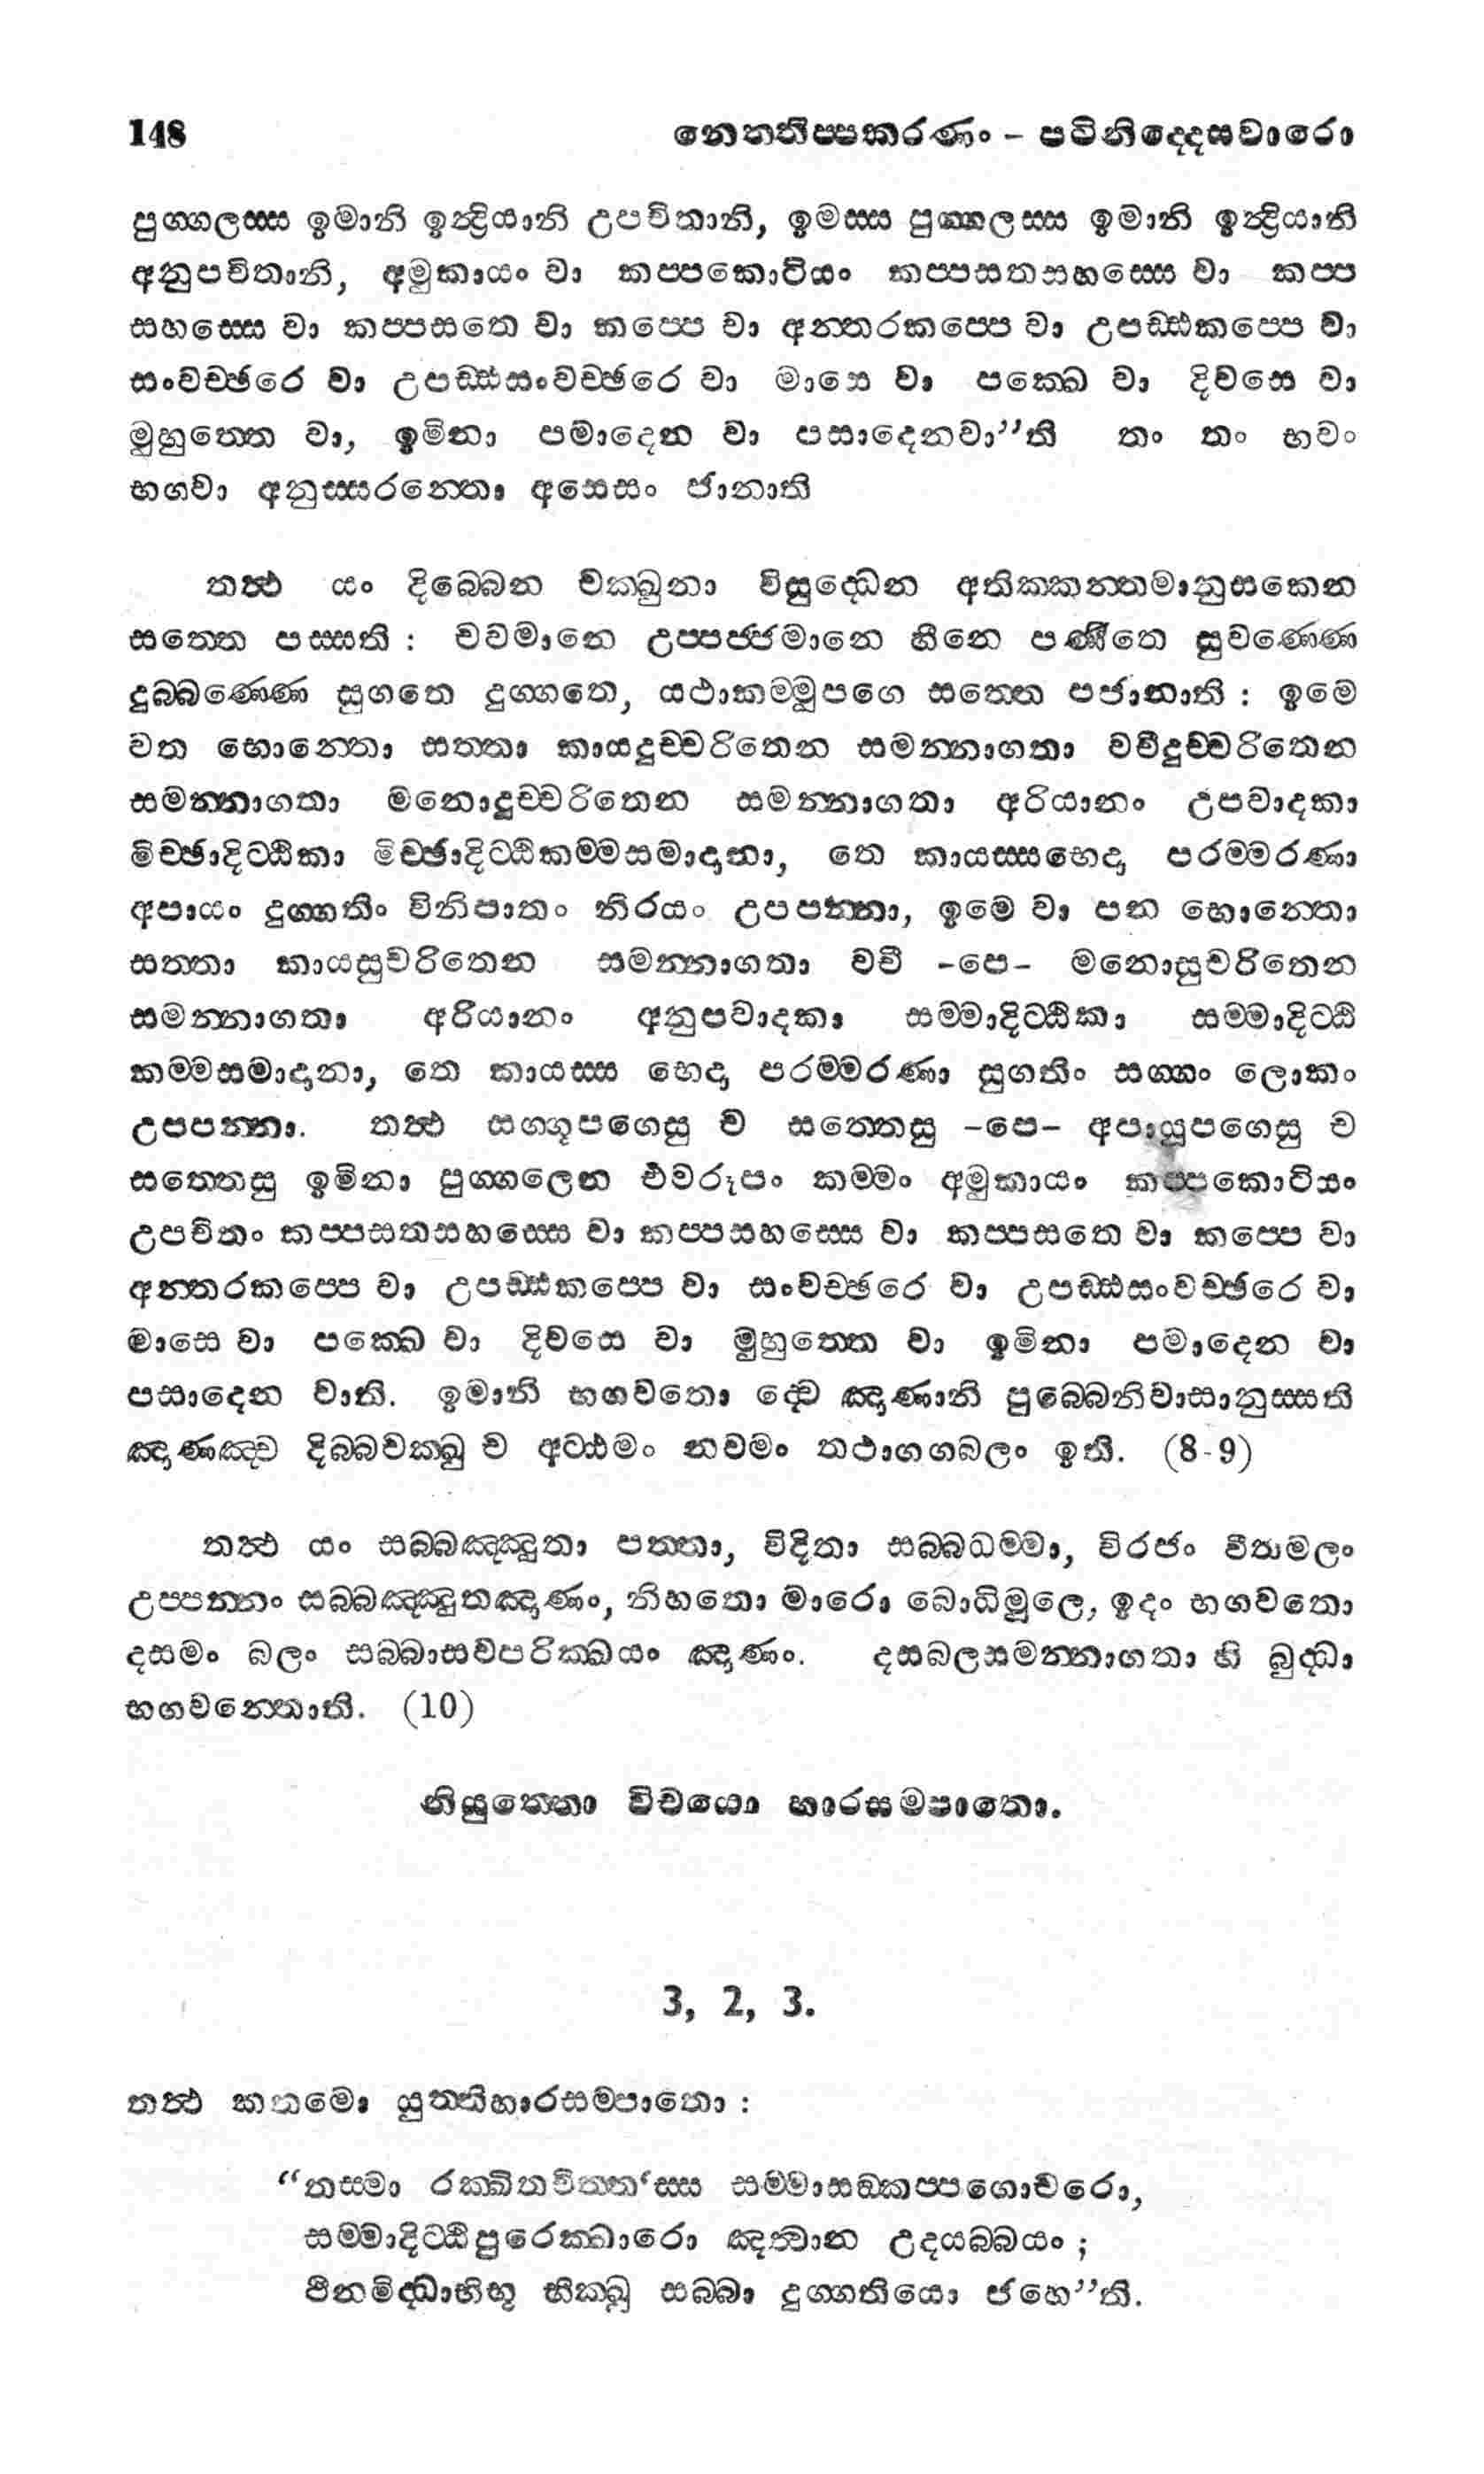 148 නෙත්තිප්පකරණං – පටිනිද්දෙසවාරො
පුග්ගලස්ස ඉමානි ඉන්ද්‍රියානි උපචිතානි, ඉමස්ස පුග්ගලස්ස ඉමානි ඉන්ද්‍රියානි
අනුපචිතානි, අමුකායං වා කප්පකොටියං කප්පසතසහස්සෙ වා කප්ප
සහස්සෙ වා කප්පසතෙ වා කප්පෙ වා අන්තරකප්පෙ වා උපඩ්ඪකප්පෙ වා
සංවච්ඡරෙ වා උපඩ්ඪසංවච්ඡරෙ වා මාසෙ වා පක්ඛෙ වා දිවසෙ වා
මුහුත්තෙ වා, ඉමිනා පමාදෙන වා පසාදෙනවා”ති තං තං භවං
භගවා අනුස්සරන්තො අසෙසං ජානාති
තත්‍ථ යං දිබ්බෙන චක්ඛුනා විසුද්ධෙන අතික්කන්තමානුසකෙන
සත්තෙ පස්සති : චවමානෙ උප්පජ්ජමානෙ හීනෙ පණීතෙ සුවණ්ණෙ
දුබ්බණ්ණෙ සුගතෙ දුග්ගතෙ, යථාකම්මූපගෙ සත්තෙ පජානාති : ඉමෙ
වත භොන්තො සත්තා කායදුච්චරිතෙන සමන්නාගතා වචීදුච්චරිතෙන
සමන්නාගතා මනොදුච්චරිතෙන සමන්නාගතා අරියානං උපවාදකා
මිච්ඡාදිට්ඨිකා මිච්ඡාදිට්ඨිකම්මසමාදානා, තෙ කායස්සභෙදා පරම්මරණා
අපායං දුග්ගතිං විනිපාතං නිරයං උපපන්නා, ඉමෙ වා පන භොන්තො
සත්තා කායසුචරිතෙන සමන්නාගතා වචී -පෙ- මනොසුචරිතෙන
සමන්නාගතා අරියානං අනුපවාදකා සම්මාදිට්ඨිකා සම්මාදිට්ඨි
කම්මසමාදානා, තෙ කායස්ස භෙදා පරම්මරණා සුගතිං සග්ගං ලොකං
උපපන්නා. තත්‍ථ සග්ගූපගෙසු ච සත්තෙසු -පෙ- අපායූපගෙසු ච
සත්තෙසු ඉමිනා පුග්ගලෙන එවරූපං කම්මං අමුකායං කප්පකොටියං
උපචිතං කප්පසතසහස්සෙ වා කප්පසහස්සෙ වා කප්පසතෙ වා කප්පෙ වා
අන්තරකප්පෙ වා උපඩ්ඪකප්පෙ වා සංවච්ඡරෙ වා උපඩ්ඪසංවච්ඡරෙ වා
මාසෙ වා පක්ඛෙ වා දිවසෙ වා මුහුත්තෙ වා ඉමිනා පමාදෙන වා
පසාදෙන වාති. ඉමානි භගවතො ද්වෙ ඤාණානි පුබ්බෙනිවාසානුස්සති
ඤාණඤ්ච දිබ්බචක්ඛු ච අට්ඨමං නවමං තථාගගබලං ඉති. (8-9)
තත්‍ථ යං සබ්බඤ්ඤුතා පත්තා, විදිතා සබ්බධම්මා, විරජං වීතමලං
උප්පන්නං සබ්බඤ්ඤුතඤාණං, නිහතො මාරො බොධිමූලෙ, ඉදං භගවතො
දසමං බලං සබ්බාසවපරික්ඛයං ඤාණං. දසබලසමන්නාගතා හි බුද්ධා
භගවන්තොති. (10)
නියුත්තො විචයො හාරසම්පාතො.
3, 2, 3.
තත්‍ථ කතමො යුත්තිහාරසම්පාතො :
“තස්මා රක්ඛිතචිත්ත‘ස්ස සම්මාසඞ්කප්පගොචරො,
සම්මාදිට්ඨිපුරෙක්ඛාරො ඤත්‍වාන උදයබ්බයං ;
ථීනමිද්ධාභිභූ භික්ඛු සබ්බා දුග්ගතියො ජහෙ”ති.